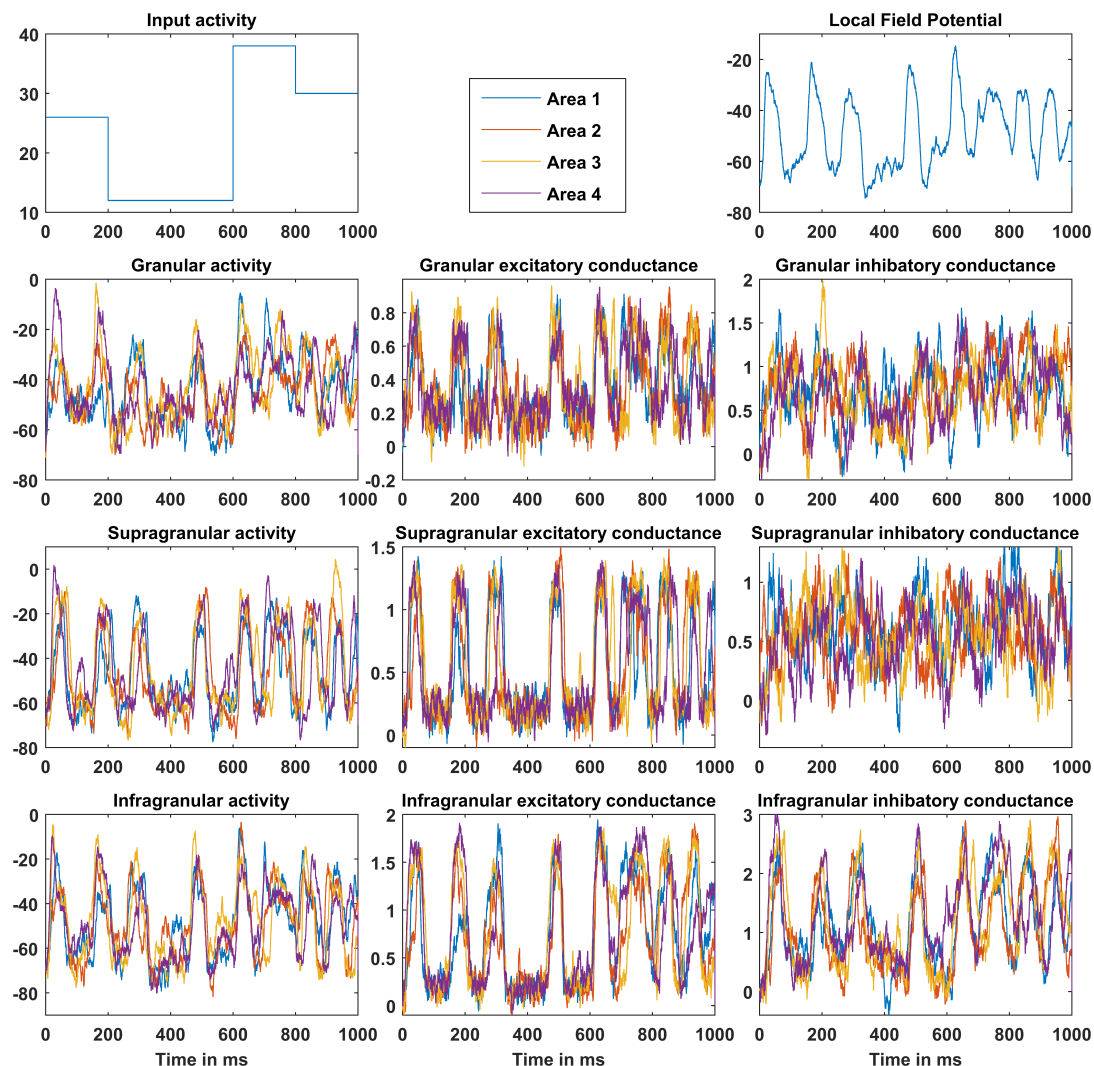 Input activity
40
30
20
10
0 200 400 600 800 1000
Area 1
Area 2
Area 3
Area 4
Local Field Potential
-20
-40
-60
-80
0 200 400 600 800 1000
Granular activity
0
-20
-40
-60
-80
0 200 400 600 800 1000
Granular excitatory conductance
0.8
0.6
0.4
0.2
0
-0.2
0 200 400 600 800 1000
Granular inhibatory conductance
2
1.5
1
0.5
0
0 200 400 600 800 1000
Supragranular activity
0
-20
-40
-60
-80
0 200 400 600 800 1000
Supragranular excitatory conductance
1.5
1
0.5
0
0 200 400 600 800 1000
Supragranular inhibatory conductance
1
0.5
0
0 200 400 600 800 1000
Infragranular activity
0
-20
-40
-60
-80
0 200 400 600 800 1000
Time in ms
Infragranular excitatory conductance
2
1.5
1
0.5
0
0 200 400 600 800 1000
Time in ms
Infragranular inhibatory conductance
3
2
1
0
0 200 400 600 800 1000
Time in ms